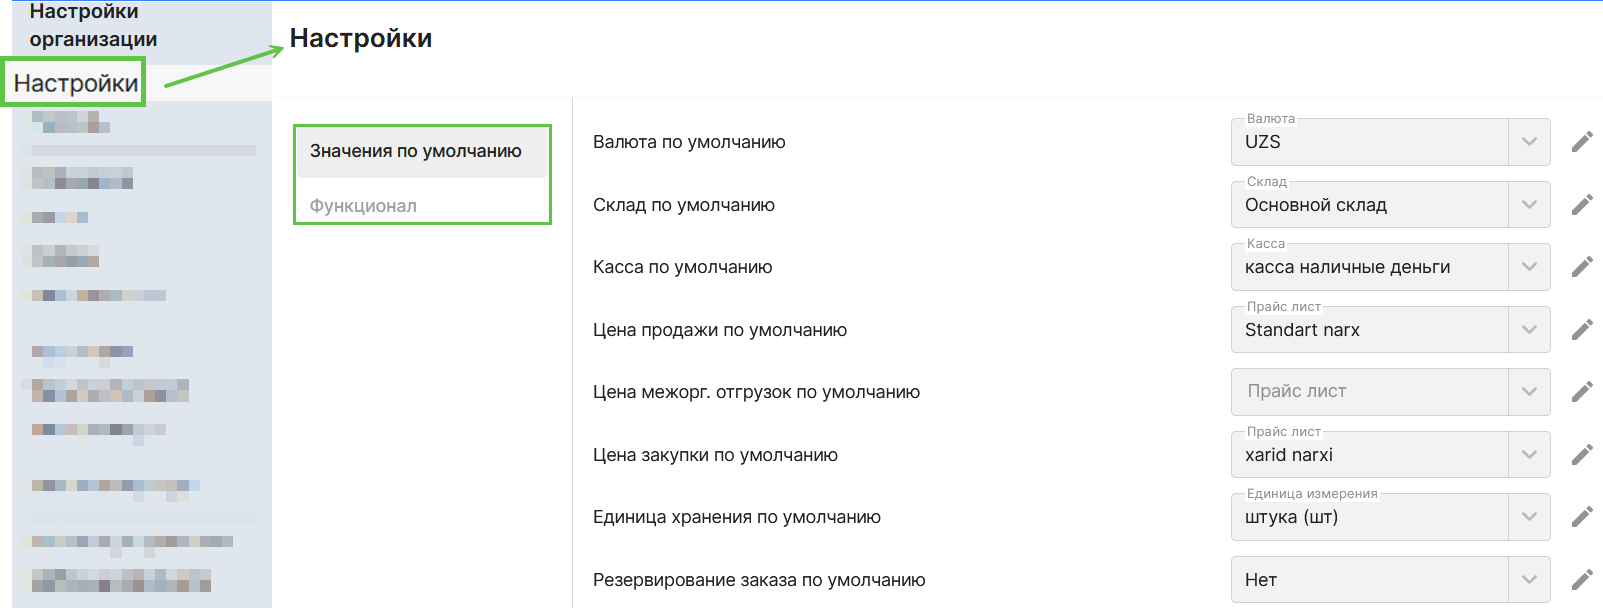 Настройки
организации
Настройки
Настройки
Значения по умолчанию
Функционал
Валюта по умолчанию
Валюта
UZS
Склад по умолчанию
Склад
Основной склад
Касса по умолчанию
Касса
касса наличные деньги
Цена продажи по умолчанию
Прайс лист
Standart narx
Цена межорг. отгрузок по умолчанию
Прайс лист
Цена закупки по умолчанию
Прайс лист
xarid narxi
Единица хранения по умолчанию
Единица измерения
штука (шт)
Резервирование заказа по умолчанию
Нет